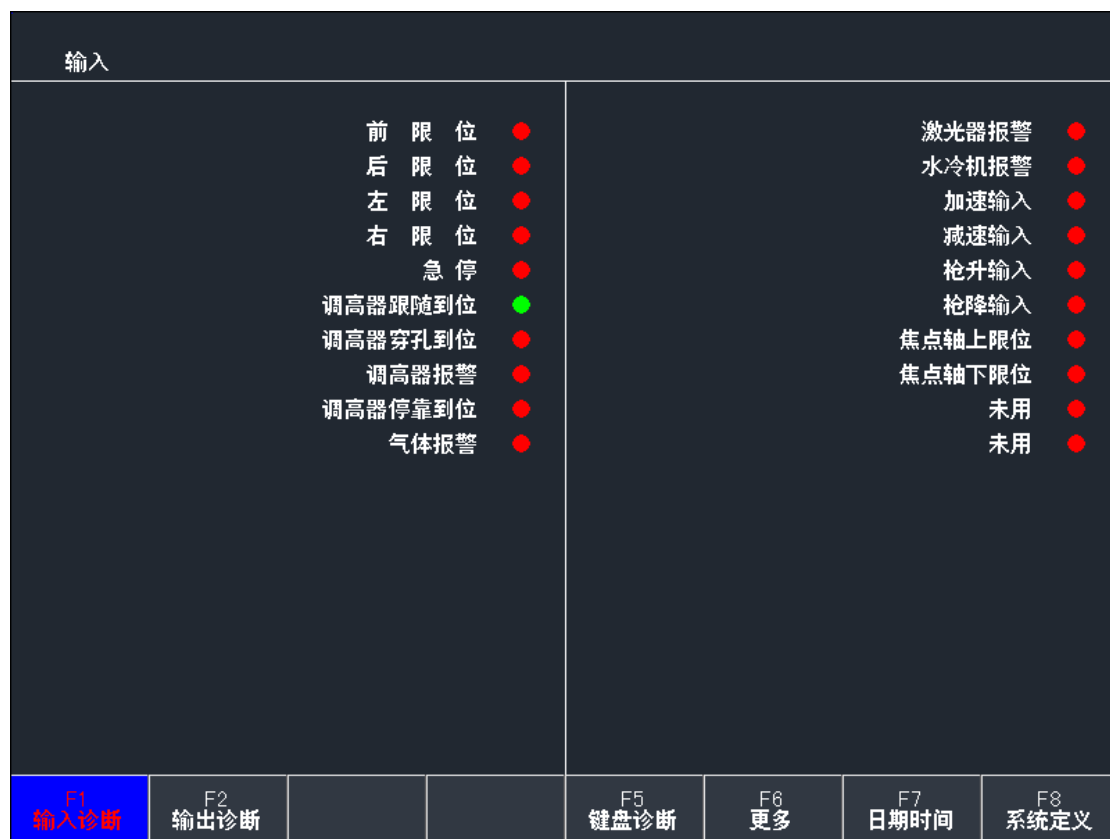 输入
前 限 位
后 限 位
左 限 位
右 限 位
急 停
调高器跟随到位
调高器穿孔到位
调高器报警
调高器停靠到位
气体报警
激光器报警
水冷机报警
加速输入
减速输入
枪升输入
枪降输入
焦点轴上限位
焦点轴下限位
未用
未用
F1
输入诊断
F2
输出诊断
F5
键盘诊断
F6
更多
F7
日期时间
F8
系统定义